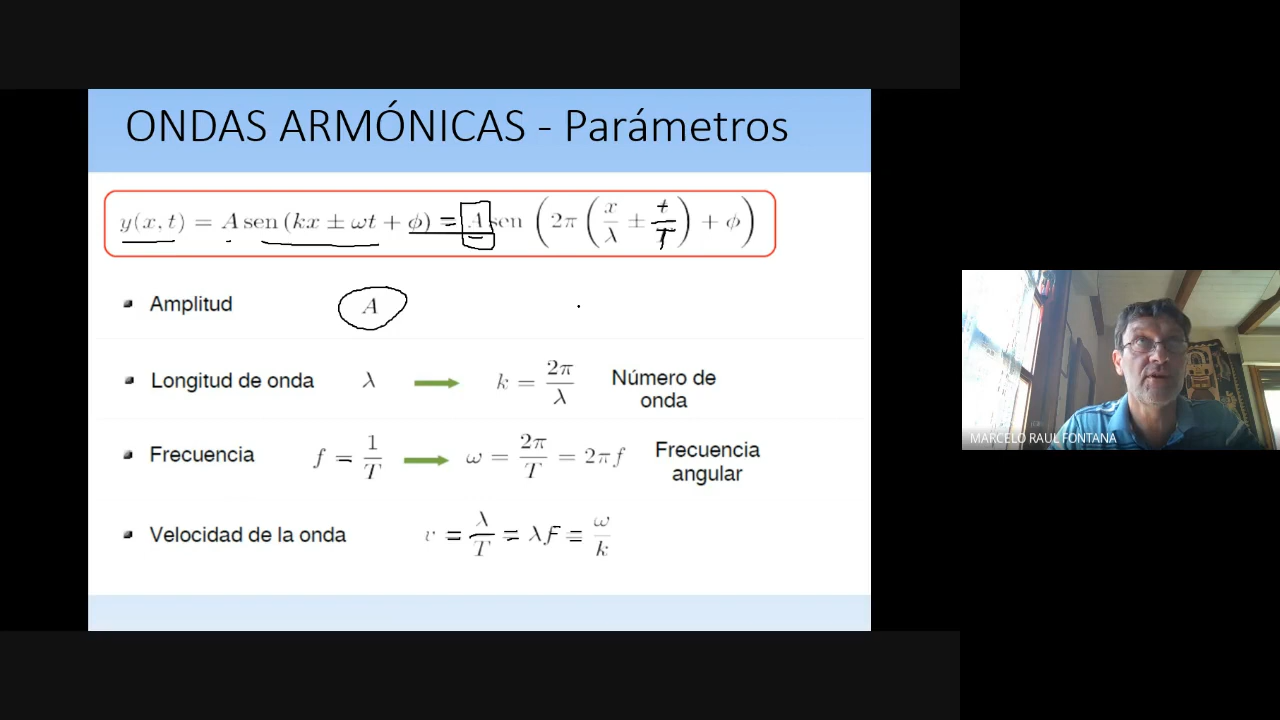 ONDAS ARMÓNICAS - Parámetros
y(x, t) = A sen (kx ± ωt + ϕ) = A sen (2π (x/λ ± t/T) + ϕ)
Amplitud A
Longitud de onda λ k = 2π/λ Número de
onda
Frecuencia f = 1/T ω = 2π/T = 2πf Frecuencia
angular
Velocidad de la onda v = λ/T = λF = ω/k
MARCELO RAUL FONTANA